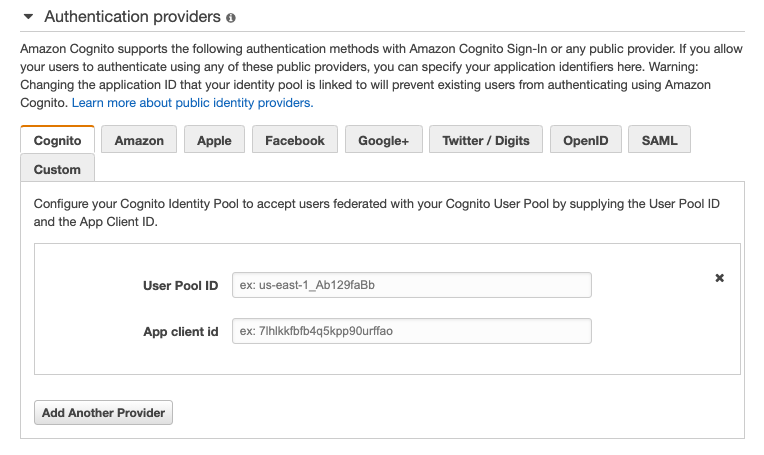 Authentication providers
Amazon Cognito supports the following authentication methods with Amazon Cognito Sign-In or any public provider. If you allow
your users to authenticate using any of these public providers, you can specify your application identifiers here. Warning:
Changing the application ID that your identity pool is linked to will prevent existing users from authenticating using Amazon
Cognito. Learn more about public identity providers.
Cognito Amazon Apple Facebook Google+ Twitter / Digits OpenID SAML
Custom
Configure your Cognito Identity Pool to accept users federated with your Cognito User Pool by supplying the User Pool ID
and the App Client ID.
User Pool ID ex: us-east-1_Ab129faBb
App client id ex: 7lhlkkfbfb4q5kpp90urffao
Add Another Provider